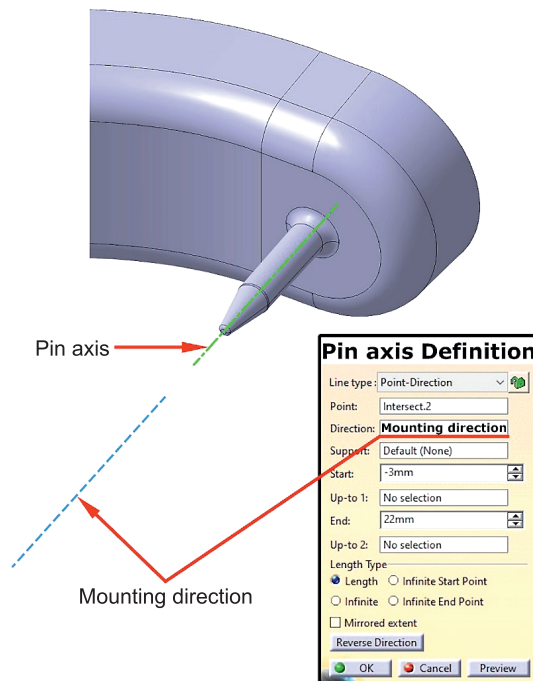 Pin axis
Mounting direction
Pin axis Definition
Line type: Point-Direction
Point: Intersect.2
Direction: Mounting direction
Support: Default (None)
Start: -3mm
Up-to 1: No selection
End: 22mm
Up-to 2: No selection
Length Type
Length Infinite Start Point
Infinite Infinite End Point
Mirrored extent
Reverse Direction
OK Cancel Preview